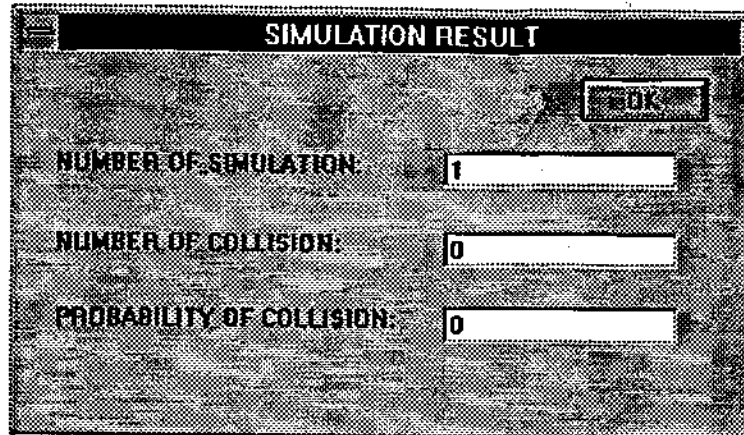 SIMULATION RESULT
OK
NUMBER OF SIMULATION: 1
NUMBER OF COLLISION: 0
PROBABILITY OF COLLISION: 0